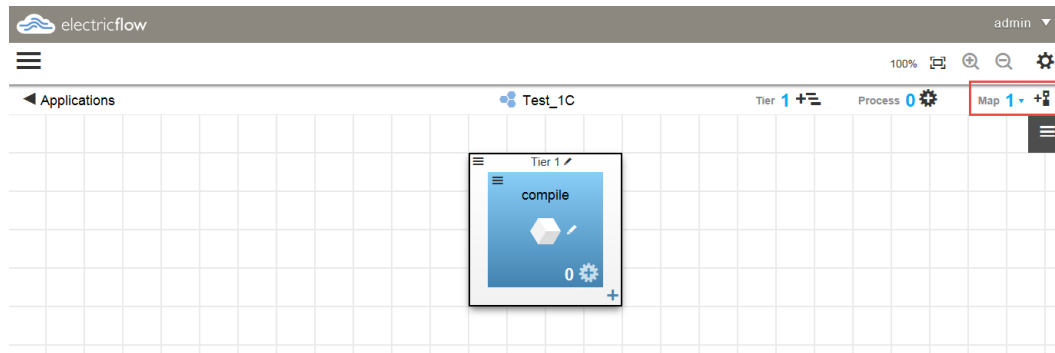 electricflow admin
100%
Applications Test_1C Tier 1 Process 0 Map 1
Tier 1
compile
0